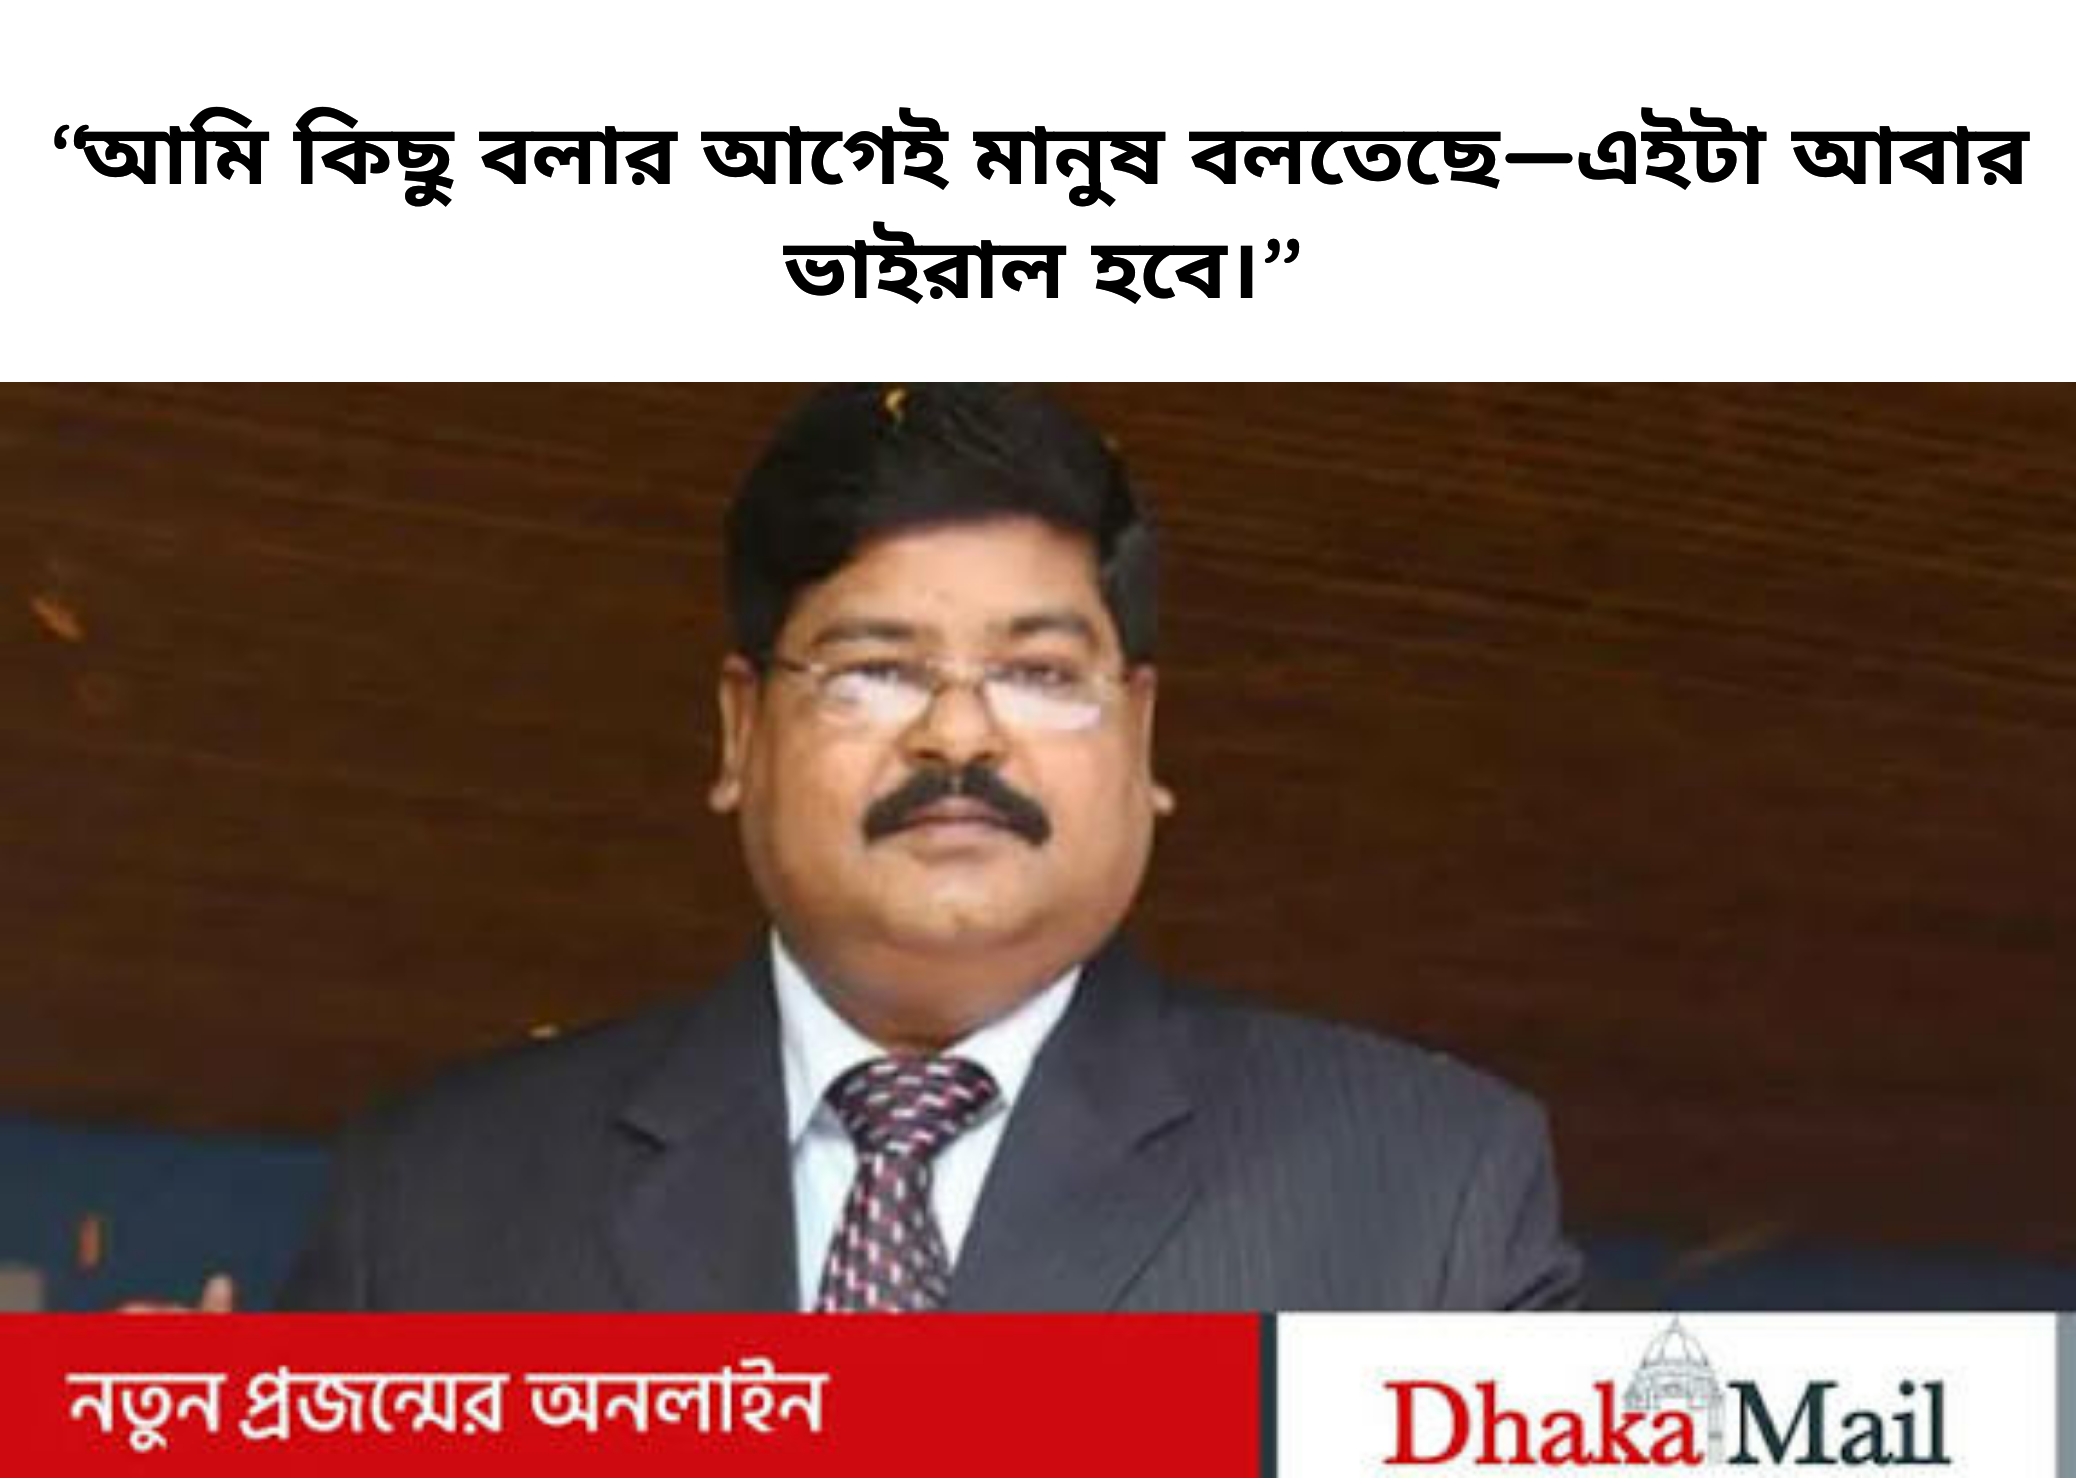 “আমি কিছু বলার আগেই মানুষ বলতেছে—এইটা আবার
ভাইরাল হবে।”
নতুন প্রজন্মের অনলাইন
Dhaka Mail